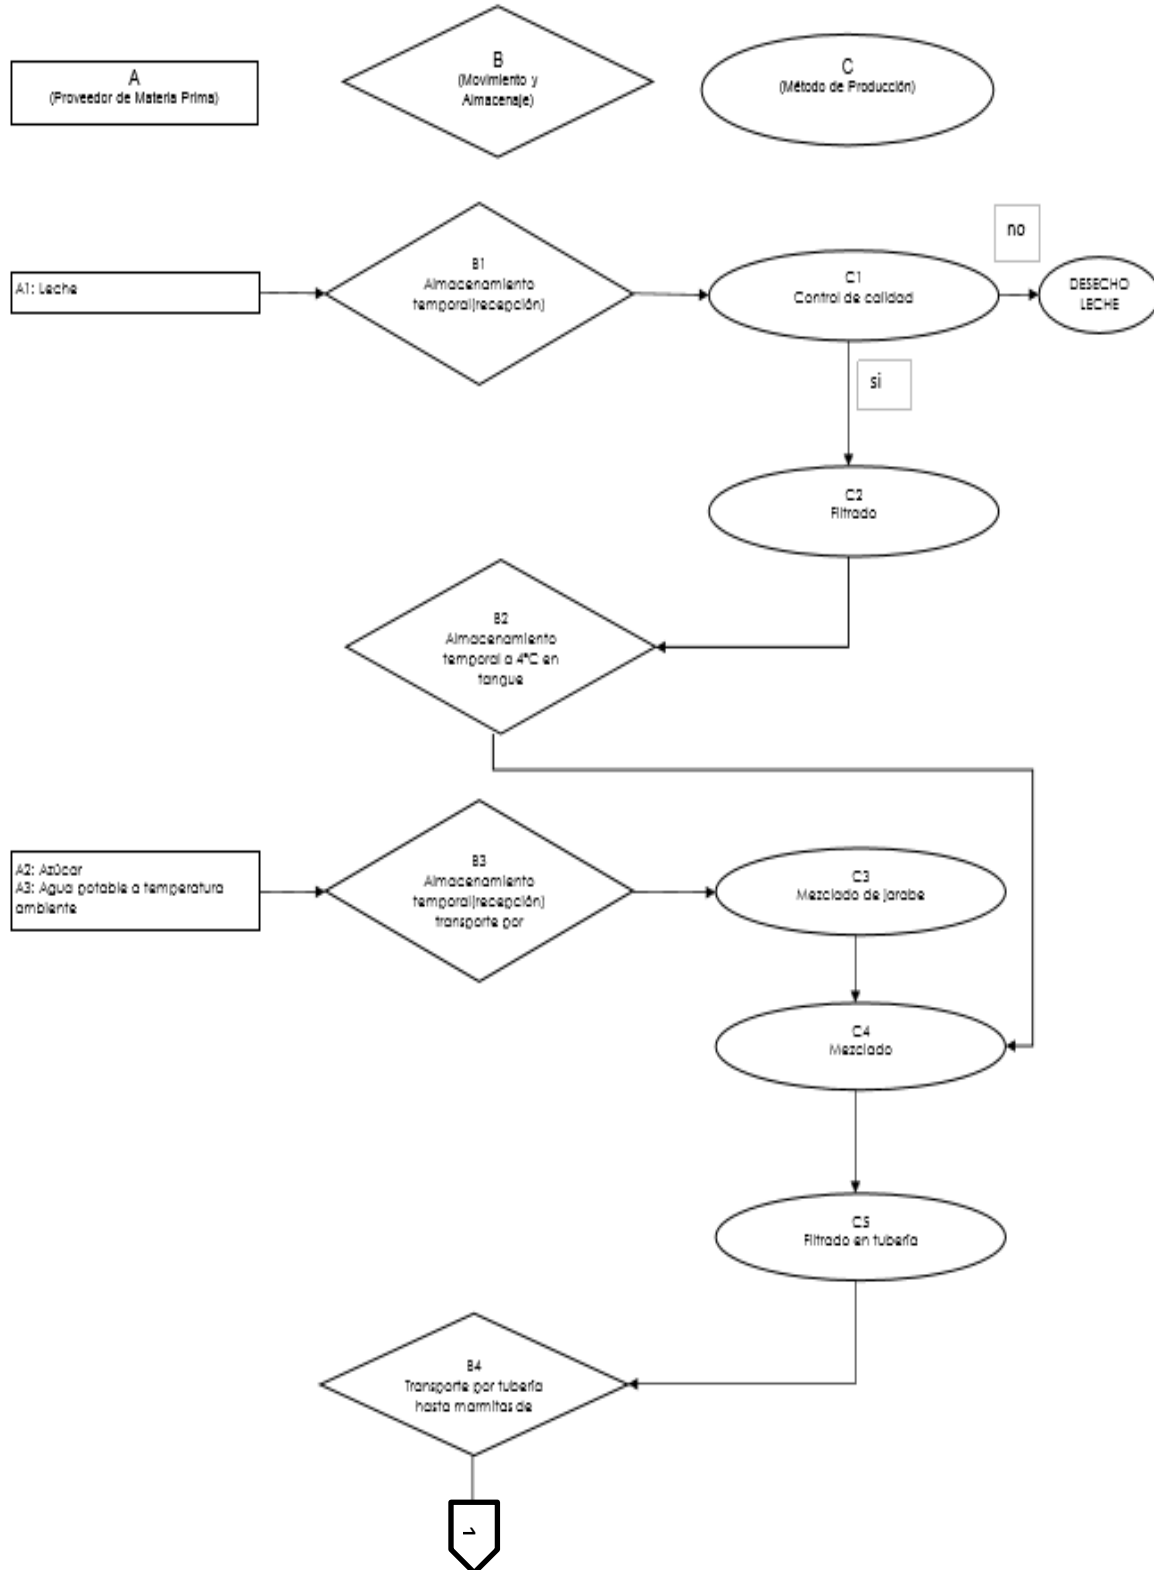 A
(Proveedor de Materia Prima)
B
(Movimiento y
Almacenaje)
C
(Método de Producción)
A1: Leche
B1
Almacenamiento
temporal(recepción)
C1
Control de calidad
no
DESECHO
LECHE
si
C2
Filtrado
B2
Almacenamiento
temporal a 4°C en
tanque
A2: Azúcar
A3: Agua potable a temperatura
ambiente
B3
Almacenamiento
temporal(recepción)
transporte por
C3
Mezclado de jarabe
C4
Mezclado
C5
Filtrado en tubería
B4
Transporte por tubería
hasta marmitas de
1